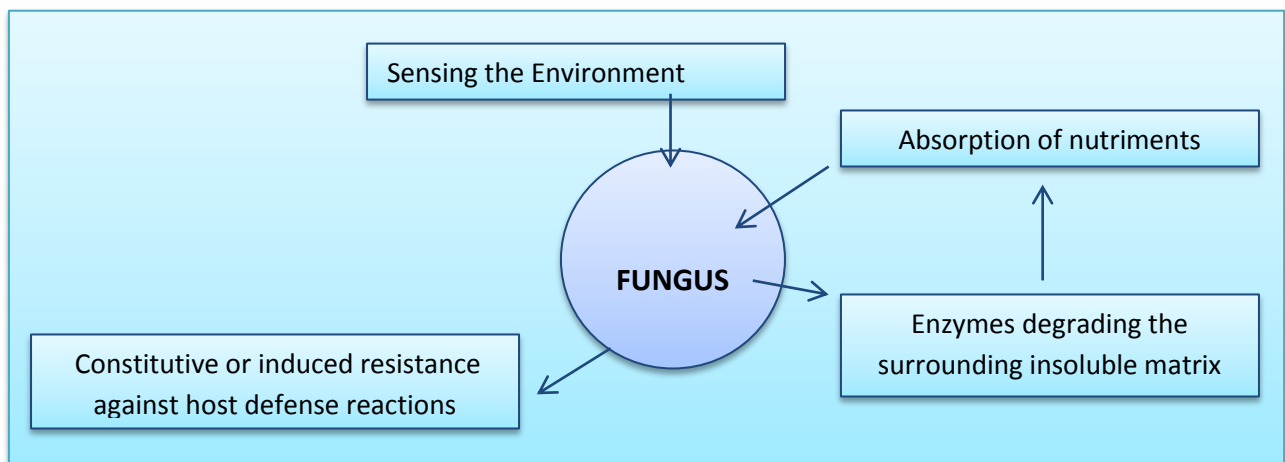 Sensing the Environment
Absorption of nutriments
FUNGUS
Enzymes degrading the
surrounding insoluble matrix
Constitutive or induced resistance
against host defense reactions